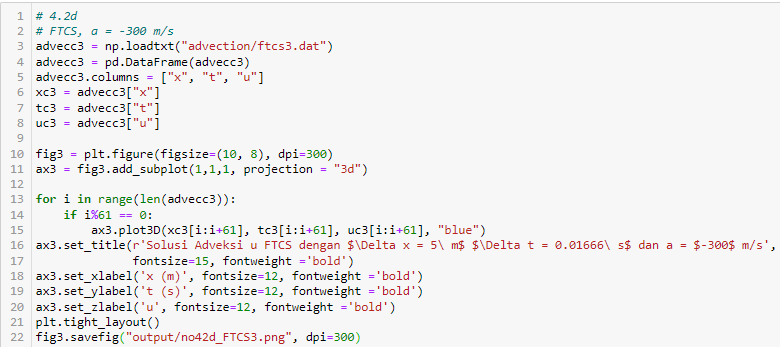 1 # 4.2d
2 # FTCS, a = -300 m/s
3 advecc3 = np.loadtxt("advection/ftcs3.dat")
4 advecc3 = pd.DataFrame(advecc3)
5 advecc3.columns = ["x", "t", "u"]
6 xc3 = advecc3["x"]
7 tc3 = advecc3["t"]
8 uc3 = advecc3["u"]
9
10 fig3 = plt.figure(figsize=(10, 8), dpi=300)
11 ax3 = fig3.add_subplot(1,1,1, projection = "3d")
12
13 for i in range(len(advecc3)):
14     if i%61 == 0:
15         ax3.plot3D(xc3[i:i+61], tc3[i:i+61], uc3[i:i+61], "blue")
16 ax3.set_title(r'Solusi Adveksi u FTCS dengan $\Delta x = 5\ m$ $\Delta t = 0.01666\ s$ dan a = $-300$ m/s',
17              fontsize=15, fontweight ='bold')
18 ax3.set_xlabel('x (m)', fontsize=12, fontweight ='bold')
19 ax3.set_ylabel('t (s)', fontsize=12, fontweight ='bold')
20 ax3.set_zlabel('u', fontsize=12, fontweight ='bold')
21 plt.tight_layout()
22 fig3.savefig("output/no42d_FTCS3.png", dpi=300)